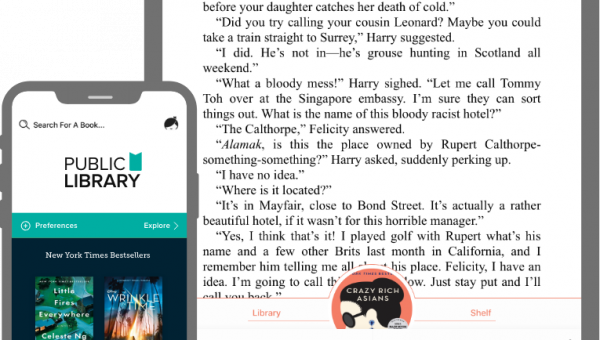 before your daughter catches her death of cold.”
“Did you try calling your cousin Leonard? Maybe you could
take a train straight to Surrey,” Harry suggested.
“I did. He’s not in—he’s grouse hunting in Scotland all
weekend.”
“What a bloody mess!” Harry sighed. “Let me call Tommy
Toh over at the Singapore embassy. I’m sure they can sort
things out. What is the name of this bloody racist hotel?”
“The Calthorpe,” Felicity answered.
“Alamak, is this the place owned by Rupert Calthorpe-
something-something?” Harry asked, suddenly perking up.
“I have no idea.”
“Where is it located?”
“It’s in Mayfair, close to Bond Street. It’s actually a rather
beautiful hotel, if it wasn’t for this horrible manager.”
“Yes, I think that’s it! I played golf with Rupert what’s his
name and a few other Brits last month in California, and I
remember him telling me all about his place. Felicity, I have an
idea. I’m going to call th low. Just stay put and I’ll
call you back.”
CRAZY RICH
ASIANS
Library
Shelf
Search For A Book...
PUBLIC
LIBRARY
Preferences
Explore
New York Times Bestsellers
Little
Fires
Everywhere
Celeste Ng
WRINKLE
TIME